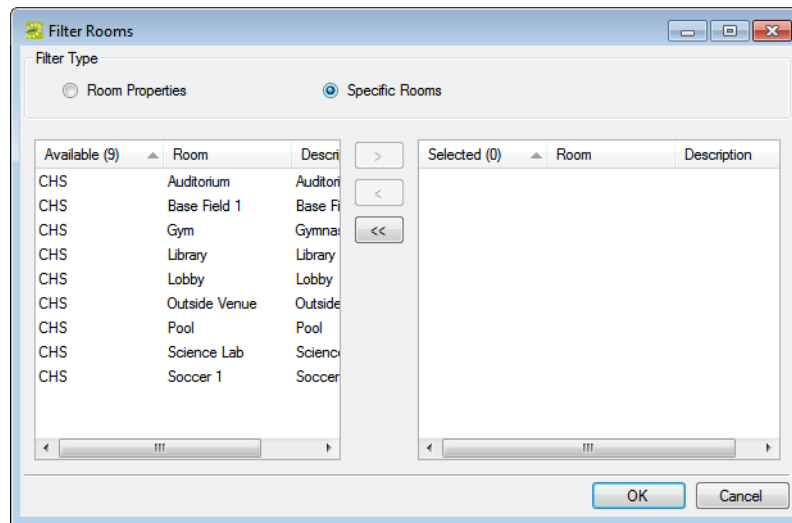 Filter Rooms
Filter Type
Room Properties Specific Rooms
Available (9) Room Descri > Selected (0) Room Description
CHS Auditorium Auditori
CHS Base Field 1 Base Fi <
CHS Gym Gymnas <<
CHS Library Library
CHS Lobby Lobby
CHS Outside Venue Outside
CHS Pool Pool
CHS Science Lab Science
CHS Soccer 1 Soccer
OK Cancel